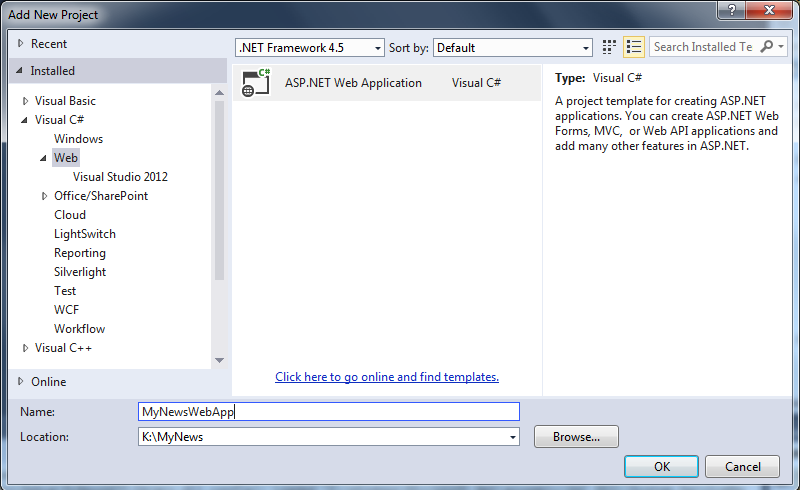 Add New Project
Recent
.NET Framework 4.5
Sort by:
Default
Search Installed Te
Installed
Visual Basic
Visual C#
Windows
Web
Visual Studio 2012
Office/SharePoint
Cloud
LightSwitch
Reporting
Silverlight
Test
WCF
Workflow
Visual C++
Online
C#
ASP.NET Web Application
Visual C#
Click here to go online and find templates.
Type: Visual C#
A project template for creating ASP.NET
applications. You can create ASP.NET Web
Forms, MVC, or Web API applications and
add many other features in ASP.NET.
Name:
MyNewsWebApp
Location:
K:\MyNews
Browse...
OK
Cancel